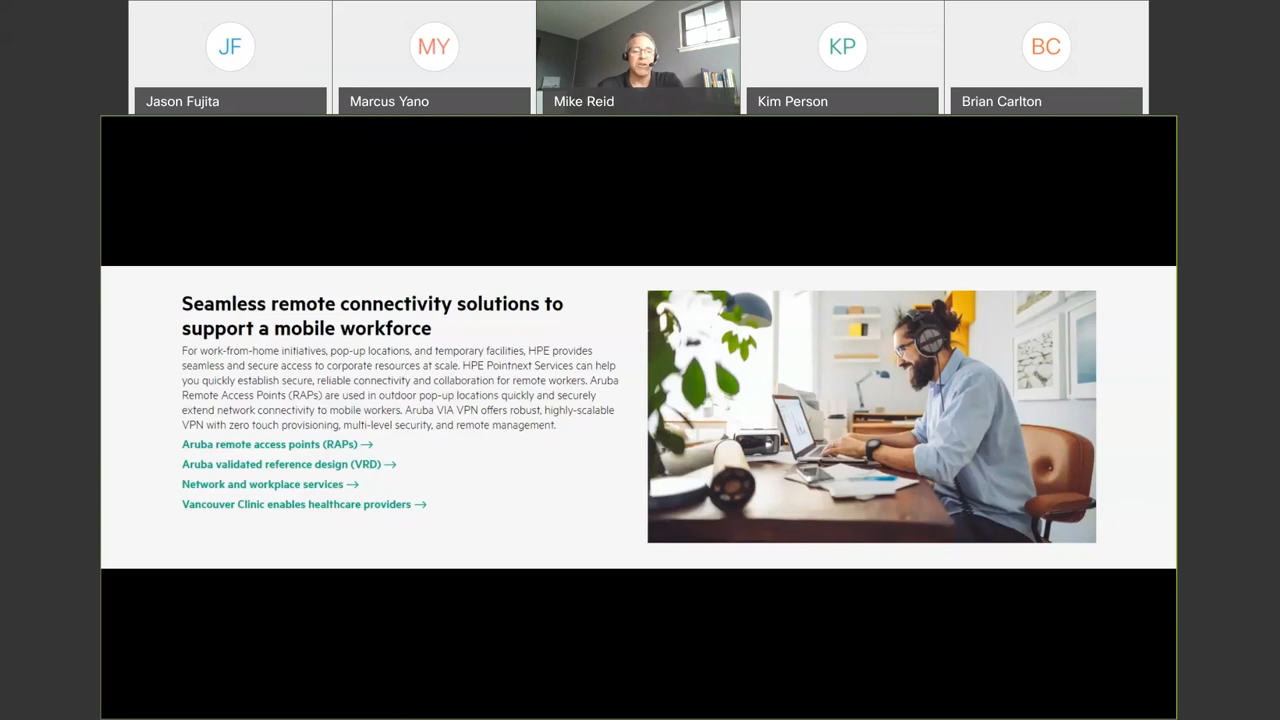 JF
MY
KP
BC
Jason Fujita
Marcus Yano
Mike Reid
Kim Person
Brian Carlton
Seamless remote connectivity solutions to
support a mobile workforce
For work-from-home initiatives, pop-up locations, and temporary facilities, HPE provides
seamless and secure access to corporate resources at scale. HPE Pointnext Services can help
you quickly establish secure, reliable connectivity and collaboration for remote workers. Aruba
Remote Access Points (RAPs) are used in outdoor pop-up locations quickly and securely
extend network connectivity to mobile workers. Aruba VIA VPN offers robust, highly-scalable
VPN with zero touch provisioning, multi-level security, and remote management.
Aruba remote access points (RAPs) →
Aruba validated reference design (VRD) →
Network and workplace services →
Vancouver Clinic enables healthcare providers →